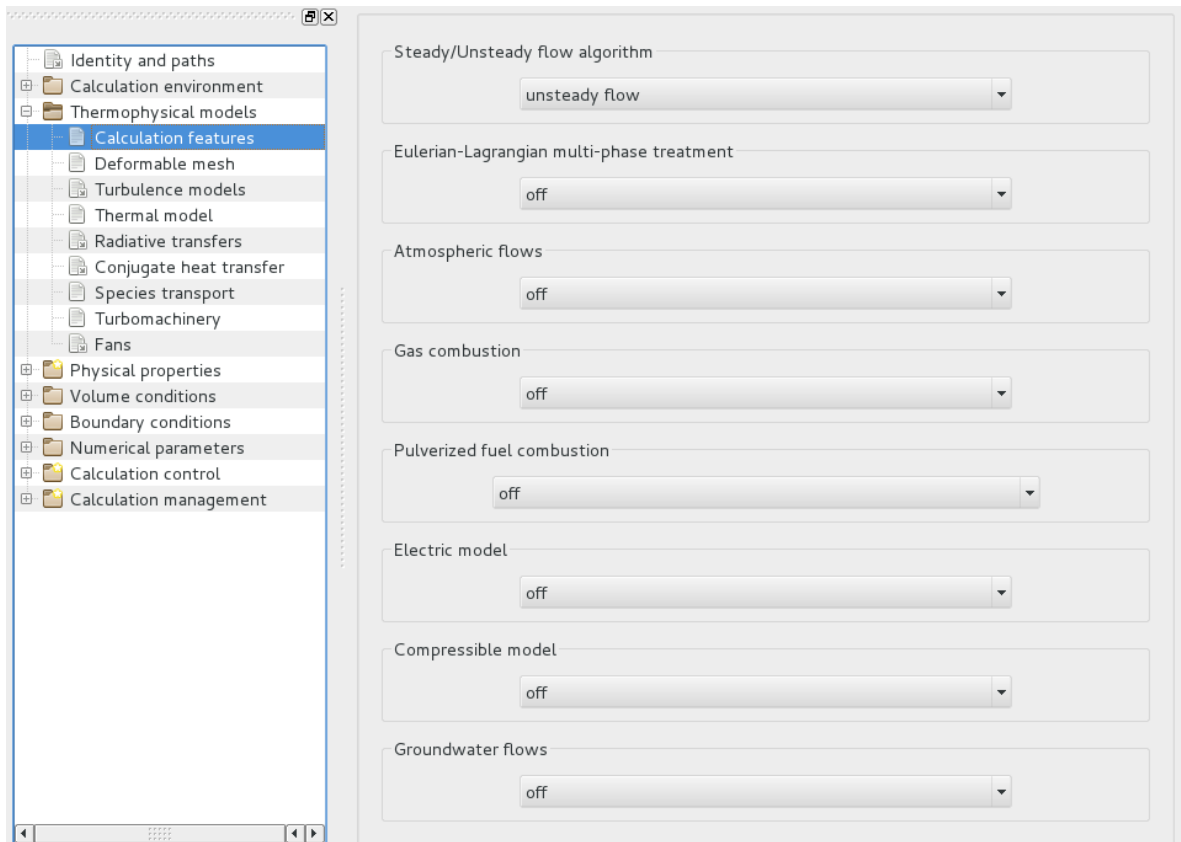 Identity and paths
Calculation environment
Thermophysical models
Calculation features
Deformable mesh
Turbulence models
Thermal model
Radiative transfers
Conjugate heat transfer
Species transport
Turbomachinery
Fans
Physical properties
Volume conditions
Boundary conditions
Numerical parameters
Calculation control
Calculation management
Steady/Unsteady flow algorithm
unsteady flow
Eulerian-Lagrangian multi-phase treatment
off
Atmospheric flows
off
Gas combustion
off
Pulverized fuel combustion
off
Electric model
off
Compressible model
off
Groundwater flows
off